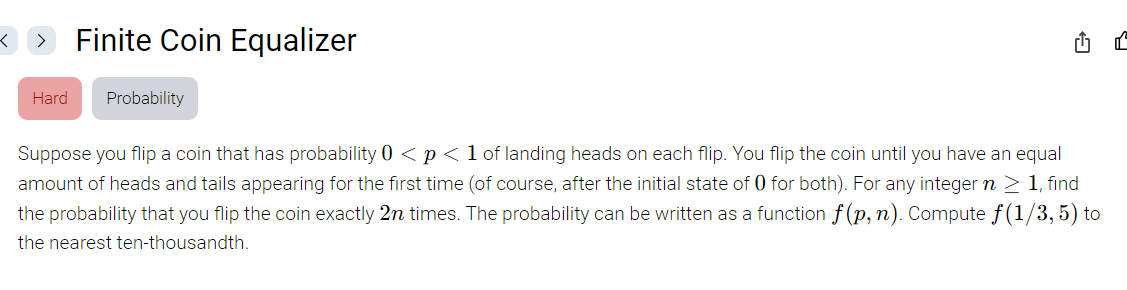 Finite Coin Equalizer
Hard Probability
Suppose you flip a coin that has probability 0 < p < 1 of landing heads on each flip. You flip the coin until you have an equal
amount of heads and tails appearing for the first time (of course, after the initial state of 0 for both). For any integer n ≥ 1, find
the probability that you flip the coin exactly 2n times. The probability can be written as a function f(p, n). Compute f(1/3, 5) to
the nearest ten-thousandth.